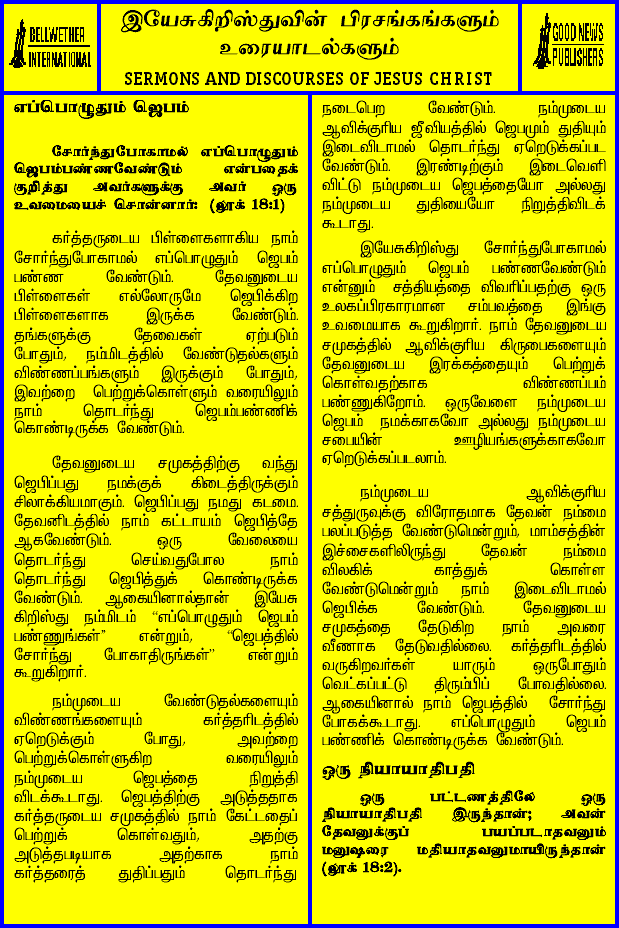 BELLWETHER
INTERNATIONAL
இயேசுகிறிஸ்துவின் பிரசங்கங்களும்
உரையாடல்களும்
SERMONS AND DISCOURSES OF JESUS CHRIST
GOOD NEWS
PUBLISHERS
எப்பொழுதும் ஜெபம்
சோர்ந்துபோகாமல் எப்பொழுதும்
ஜெபம்பண்ணவேண்டும் என்பதைக்
குறித்து அவர்களுக்கு அவர் ஒரு
உவமையைச் சொன்னார்: (லூக் 18:1)
கர்த்தருடைய பிள்ளைகளாகிய நாம்
சோர்ந்துபோகாமல் எப்பொழுதும் ஜெபம்
பண்ண வேண்டும். தேவனுடைய
பிள்ளைகள் எல்லோருமே ஜெபிக்கிற
பிள்ளைகளாக இருக்க வேண்டும்.
தங்களுக்கு தேவைகள் ஏற்படும்
போதும், நம்மிடத்தில் வேண்டுதல்களும்
விண்ணப்பங்களும் இருக்கும் போதும்,
இவற்றை பெற்றுக்கொள்ளும் வரையிலும்
நாம் தொடர்ந்து ஜெபம்பண்ணிக்
கொண்டிருக்க வேண்டும்.
தேவனுடைய சமுகத்திற்கு வந்து
ஜெபிப்பது நமக்குக் கிடைத்திருக்கும்
சிலாக்கியமாகும். ஜெபிப்பது நமது கடமை.
தேவனிடத்தில் நாம் கட்டாயம் ஜெபித்தே
ஆகவேண்டும். ஒரு வேலையை
தொடர்ந்து செய்வதுபோல நாம்
தொடர்ந்து ஜெபித்துக் கொண்டிருக்க
வேண்டும். ஆகையினால்தான் இயேசு
கிறிஸ்து நம்மிடம் “எப்பொழுதும் ஜெபம்
பண்ணுங்கள்” என்றும், “ஜெபத்தில்
சோர்ந்து போகாதிருங்கள்” என்றும்
கூறுகிறார்.
நம்முடைய வேண்டுதல்களையும்
விண்ணங்களையும் கர்த்தரிடத்தில்
ஏறெடுக்கும் போது, அவற்றை
பெற்றுக்கொள்ளுகிற வரையிலும்
நம்முடைய ஜெபத்தை நிறுத்தி
விடக்கூடாது. ஜெபத்திற்கு அடுத்ததாக
கர்த்தருடைய சமுகத்தில் நாம் கேட்டதைப்
பெற்றுக் கொள்வதும், அதற்கு
அடுத்தபடியாக அதற்காக நாம்
கர்த்தரைத் துதிப்பதும் தொடர்ந்து
நடைபெற வேண்டும். நம்முடைய
ஆவிக்குரிய ஜீவியத்தில் ஜெபமும் துதியும்
இடைவிடாமல் தொடர்ந்து ஏறெடுக்கப்பட
வேண்டும். இரண்டிற்கும் இடைவெளி
விட்டு நம்முடைய ஜெபத்தையோ அல்லது
நம்முடைய துதியையோ நிறுத்திவிடக்
கூடாது.
இயேசுகிறிஸ்து சோர்ந்துபோகாமல்
எப்பொழுதும் ஜெபம் பண்ணவேண்டும்
என்னும் சத்தியத்தை விவரிப்பதற்கு ஒரு
உலகப்பிரகாரமான சம்பவத்தை இங்கு
உவமையாக கூறுகிறார். நாம் தேவனுடைய
சமுகத்தில் ஆவிக்குரிய கிருபைகளையும்
தேவனுடைய இரக்கத்தையும் பெற்றுக்
கொள்வதற்காக விண்ணப்பம்
பண்ணுகிறோம். ஒருவேளை நம்முடைய
ஜெபம் நமக்காகவோ அல்லது நம்முடைய
சபையின் ஊழியங்களுக்காகவோ
ஏறெடுக்கப்படலாம்.
நம்முடைய ஆவிக்குரிய
சத்துருவுக்கு விரோதமாக தேவன் நம்மை
பலப்படுத்த வேண்டுமென்றும், மாம்சத்தின்
இச்சைகளிலிருந்து தேவன் நம்மை
விலகிக் காத்துக் கொள்ள
வேண்டுமென்றும் நாம் இடைவிடாமல்
ஜெபிக்க வேண்டும். தேவனுடைய
சமுகத்தை தேடுகிற நாம் அவரை
வீணாக தேடுவதில்லை. கர்த்தரிடத்தில்
வருகிறவர்கள் யாரும் ஒருபோதும்
வெட்கப்பட்டு திரும்பிப் போவதில்லை.
ஆகையினால் நாம் ஜெபத்தில் சோர்ந்து
போகக்கூடாது. எப்பொழுதும் ஜெபம்
பண்ணிக் கொண்டிருக்க வேண்டும்.
ஒரு நியாயாதிபதி
ஒரு பட்டணத்திலே ஒரு
நியாயாதிபதி இருந்தான்; அவன்
தேவனுக்குப் பயப்படாதவனும்
மனுஷரை மதியாதவனுமாயிருந்தான்
(லூக் 18:2).